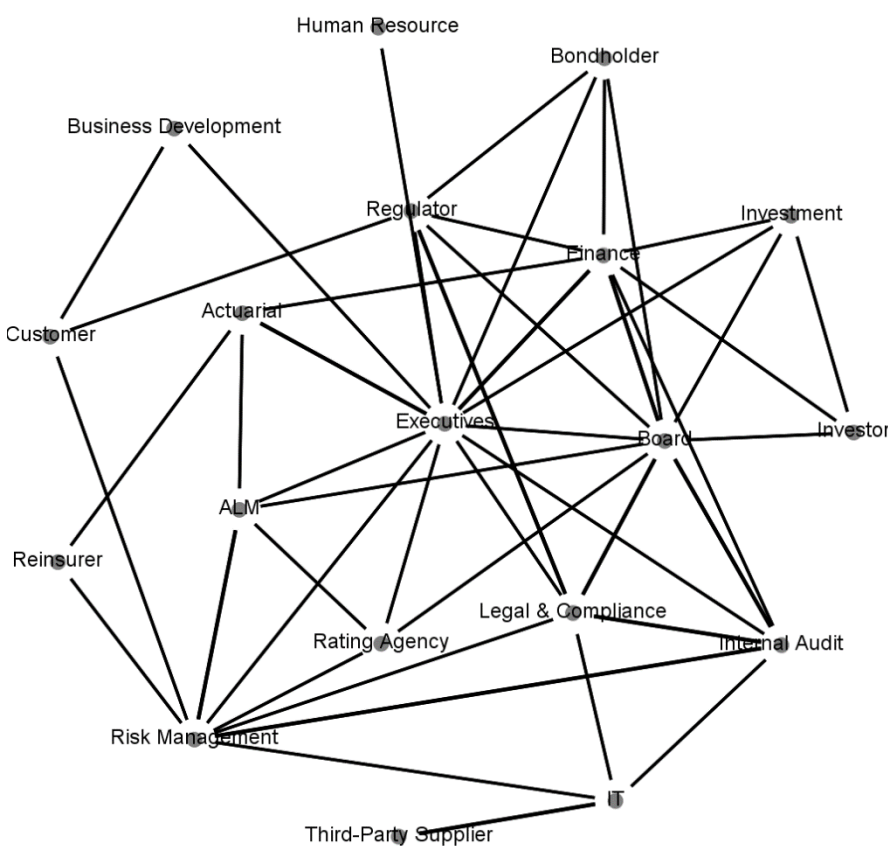 Human Resource
Bondholder
Business Development
Regulator
Investment
Finance
Actuarial
Customer
Executives
Board
Investor
ALM
Reinsurer
Legal & Compliance
Rating Agency
Internal Audit
Risk Management
IT
Third-Party Supplier